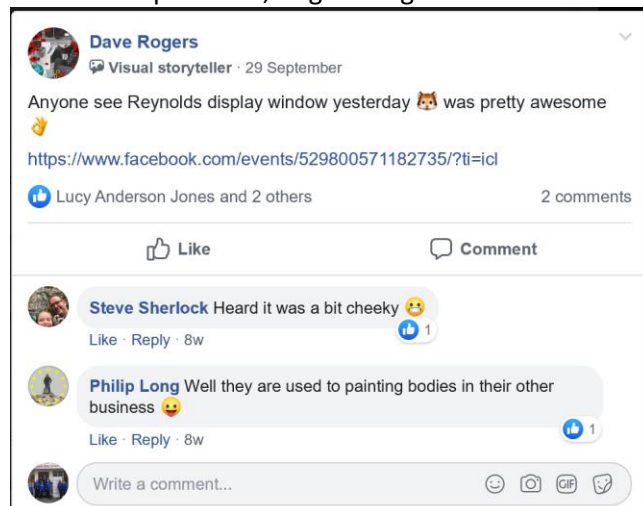 Dave Rogers
Visual storyteller · 29 September
Anyone see Reynolds display window yesterday 🐹 was pretty awesome
👌
https://www.facebook.com/events/529800571182735/?ti=icl
Lucy Anderson Jones and 2 others 2 comments
Like Comment
Steve Sherlock Heard it was a bit cheeky 😬
1
Like · Reply · 8w
Philip Long Well they are used to painting bodies in their other
business 😛
1
Like · Reply · 8w
Write a comment... GIF